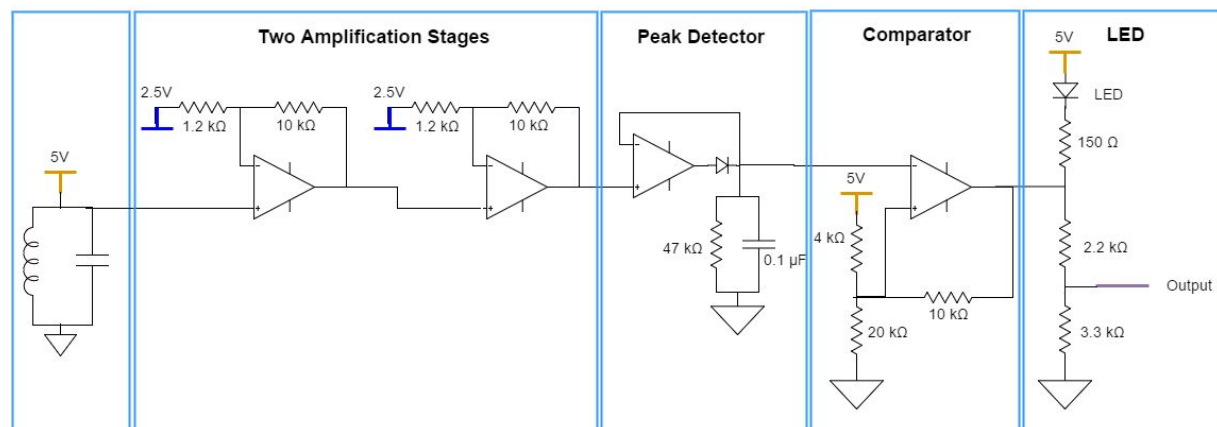 Two Amplification Stages
Peak Detector
Comparator
LED
5V
2.5V
1.2 kΩ
10 kΩ
-
+
2.5V
1.2 kΩ
10 kΩ
-
+
-
+
47 kΩ
0.1 µF
5V
4 kΩ
20 kΩ
-
+
10 kΩ
5V
LED
150 Ω
2.2 kΩ
Output
3.3 kΩ